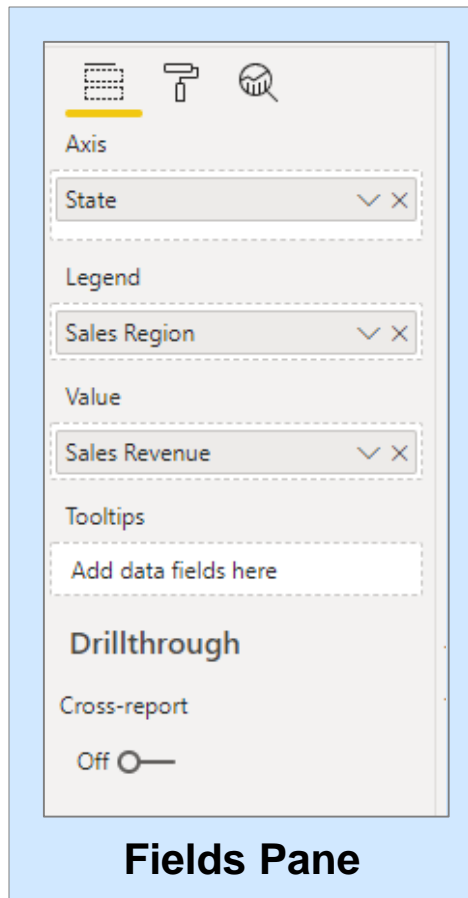 Axis
State
Legend
Sales Region
Value
Sales Revenue
Tooltips
Add data fields here
Drillthrough
Cross-report
Off
Fields Pane